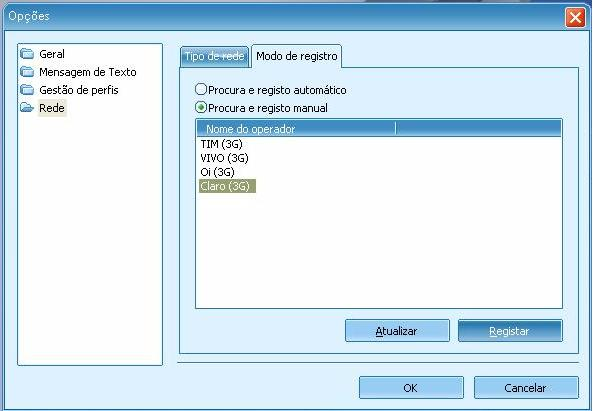 Opções
Geral
Mensagem de Texto
Gestão de perfis
Rede
Tipo de rede
Modo de registro
Procura e registo automático
Procura e registo manual
Nome do operador
TIM (3G)
VIVO (3G)
Oi (3G)
Claro (3G)
Atualizar
Registar
OK
Cancelar